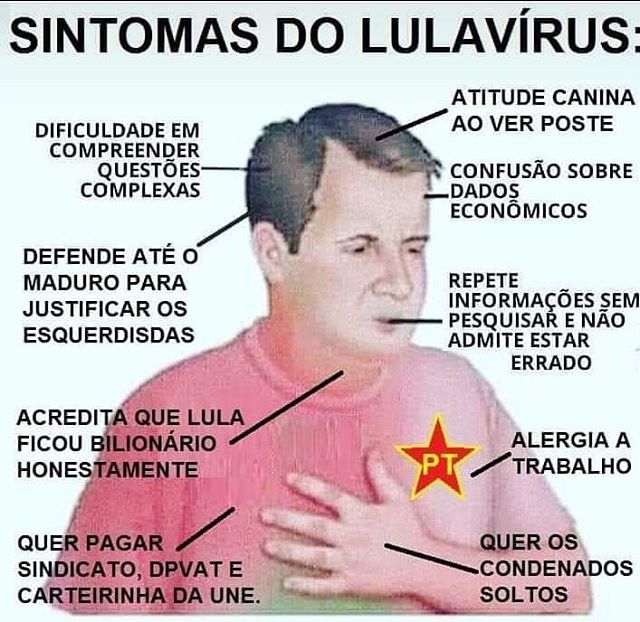 SINTOMAS DO LULAVÍRUS:
ATITUDE CANINA
AO VER POSTE
DIFICULDADE EM
COMPREENDER
QUESTÕES
COMPLEXAS
CONFUSÃO SOBRE
DADOS
ECONÔMICOS
DEFENDE ATÉ O
MADURO PARA
JUSTIFICAR OS
ESQUERDISDAS
REPETE
INFORMAÇÕES SEM
PESQUISAR E NÃO
ADMITE ESTAR
ERRADO
ACREDITA QUE LULA
FICOU BILIONÁRIO
HONESTAMENTE
PT
ALERGIA A
TRABALHO
QUER PAGAR
SINDICATO, DPVAT E
CARTEIRINHA DA UNE.
QUER OS
CONDENADOS
SOLTOS